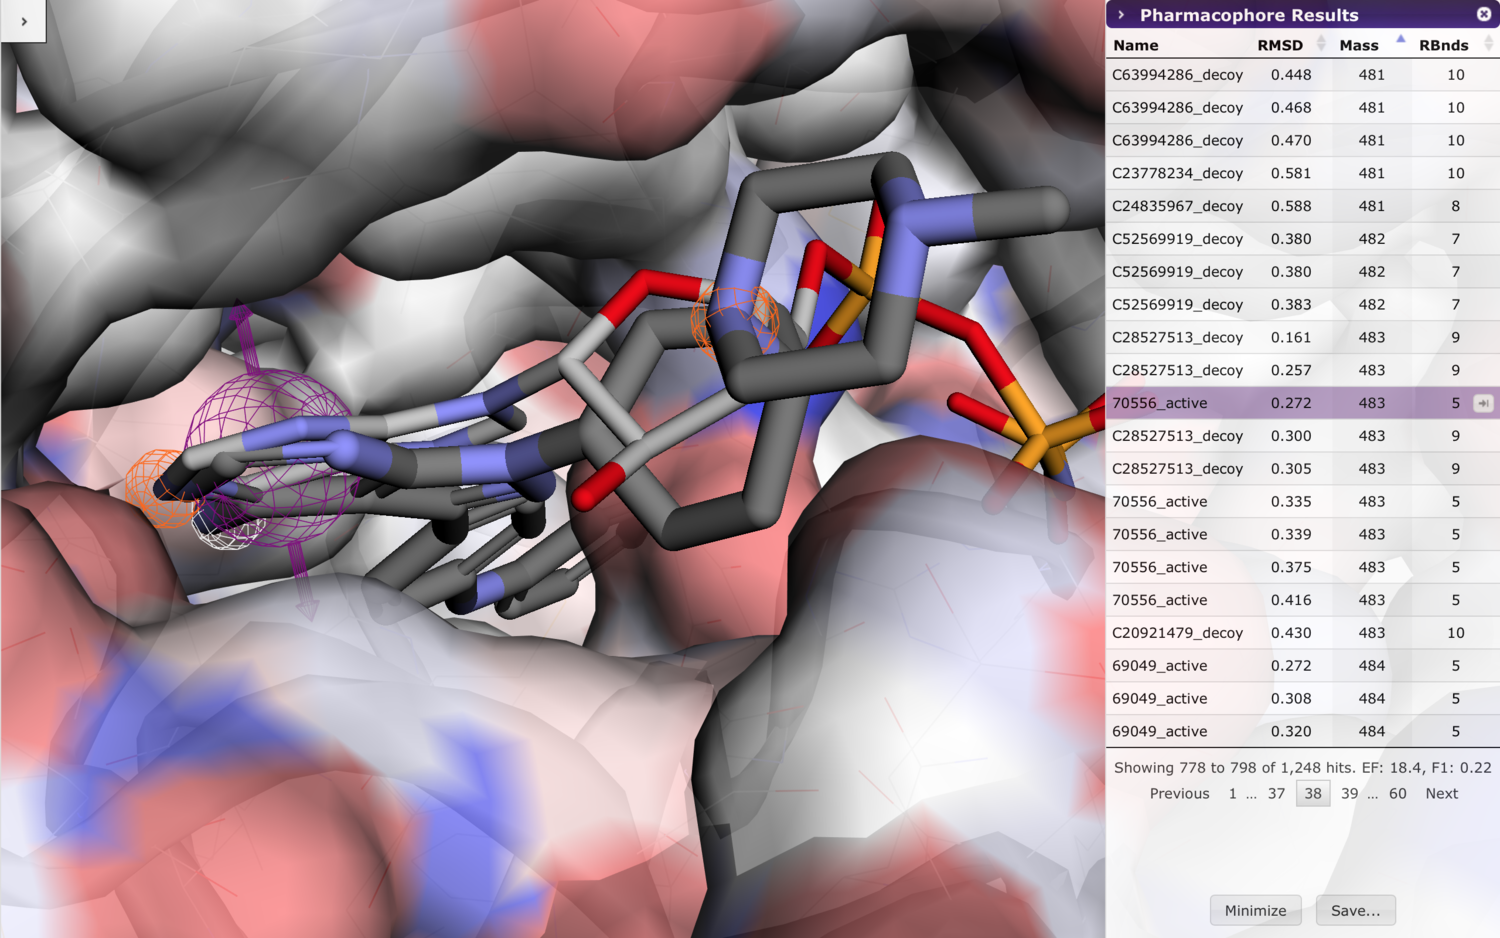 Pharmacophore Results
Name RMSD Mass RBnds
C63994286_decoy 0.448 481 10
C63994286_decoy 0.468 481 10
C63994286_decoy 0.470 481 10
C23778234_decoy 0.581 481 10
C24835967_decoy 0.588 481 8
C52569919_decoy 0.380 482 7
C52569919_decoy 0.380 482 7
C52569919_decoy 0.383 482 7
C28527513_decoy 0.161 483 9
C28527513_decoy 0.257 483 9
70556_active 0.272 483 5
C28527513_decoy 0.300 483 9
C28527513_decoy 0.305 483 9
70556_active 0.335 483 5
70556_active 0.339 483 5
70556_active 0.375 483 5
70556_active 0.416 483 5
C20921479_decoy 0.430 483 10
69049_active 0.272 484 5
69049_active 0.308 484 5
69049_active 0.320 484 5
Showing 778 to 798 of 1,248 hits. EF: 18.4, F1: 0.22
Previous 1 ... 37 38 39 ... 60 Next
Minimize Save...